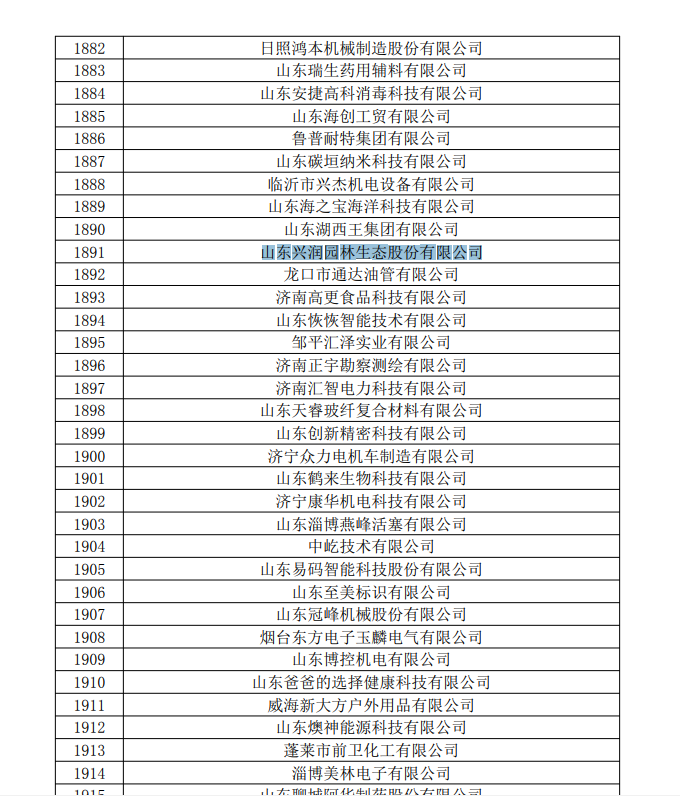 1882 日照鸿本机械制造股份有限公司
1883 山东瑞生药用辅料有限公司
1884 山东安捷高科消毒科技有限公司
1885 山东海创工贸有限公司
1886 鲁普耐特集团有限公司
1887 山东碳垣纳米科技有限公司
1888 临沂市兴杰机电设备有限公司
1889 山东海之宝海洋科技有限公司
1890 山东湖西王集团有限公司
1891 山东兴润园林生态股份有限公司
1892 龙口市通达油管有限公司
1893 济南高更食品科技有限公司
1894 山东恢恢智能技术有限公司
1895 邹平汇泽实业有限公司
1896 济南正宇勘察测绘有限公司
1897 济南汇智电力科技有限公司
1898 山东天睿玻纤复合材料有限公司
1899 山东创新精密科技有限公司
1900 济宁众力电机车制造有限公司
1901 山东鹤来生物科技有限公司
1902 济宁康华机电科技有限公司
1903 山东淄博燕峰活塞有限公司
1904 中屹技术有限公司
1905 山东易码智能科技股份有限公司
1906 山东至美标识有限公司
1907 山东冠峰机械股份有限公司
1908 烟台东方电子玉麟电气有限公司
1909 山东博控机电有限公司
1910 山东爸爸的选择健康科技有限公司
1911 威海新大方户外用品有限公司
1912 山东燠神能源科技有限公司
1913 蓬莱市前卫化工有限公司
1914 淄博美林电子有限公司
1915 山东聊城阿华制药股份有限公司